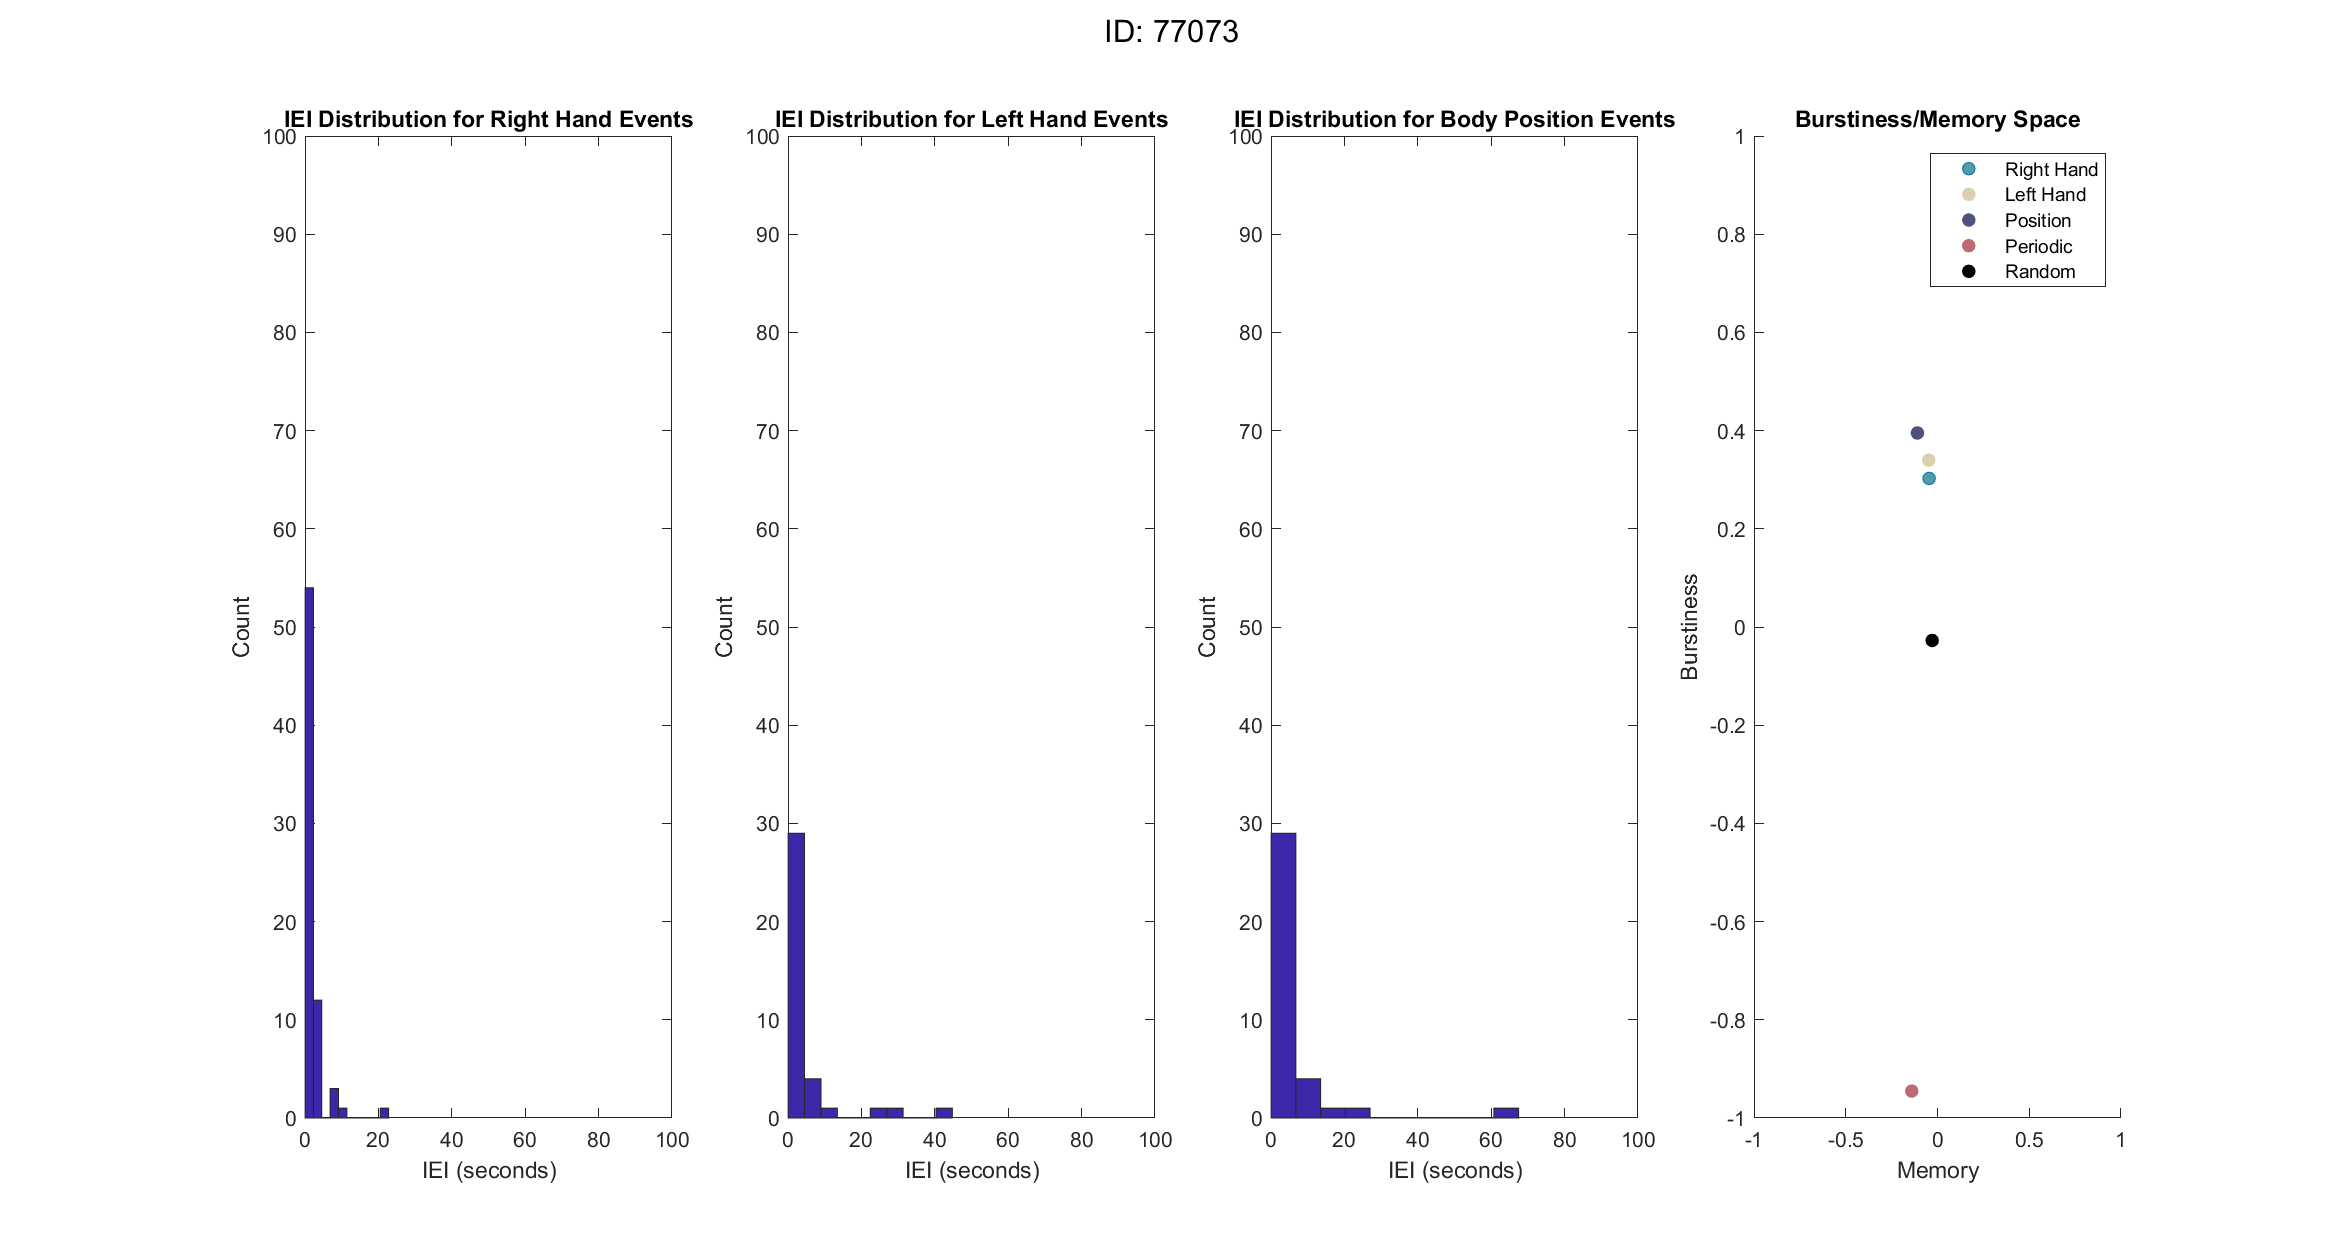 ID: 77073
IEI Distribution for Right Hand Events
100
90
80
70
60
50
40
30
20
10
0
Count
0 20 40 60 80 100
IEI (seconds)
IEI Distribution for Left Hand Events
100
90
80
70
60
50
40
30
20
10
0
Count
0 20 40 60 80 100
IEI (seconds)
IEI Distribution for Body Position Events
100
90
80
70
60
50
40
30
20
10
0
Count
0 20 40 60 80 100
IEI (seconds)
Burstiness/Memory Space
1
0.8
0.6
0.4
0.2
0
-0.2
-0.4
-0.6
-0.8
-1
Burstiness
Right Hand
Left Hand
Position
Periodic
Random
-1 -0.5 0 0.5 1
Memory